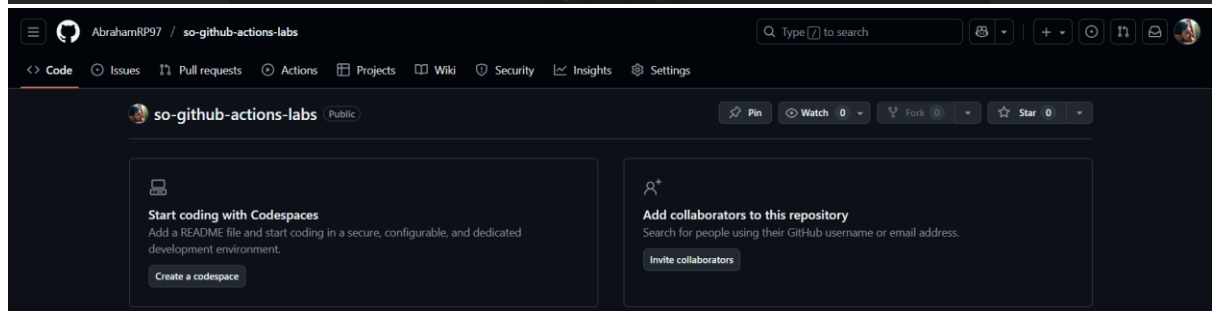 AbrahamRP97 / so-github-actions-labs
Type / to search
Code Issues Pull requests Actions Projects Wiki Security Insights Settings
so-github-actions-labs Public
Pin Watch 0 Fork 0 Star 0
Start coding with Codespaces
Add a README file and start coding in a secure, configurable, and dedicated
development environment.
Create a codespace
Add collaborators to this repository
Search for people using their GitHub username or email address.
Invite collaborators